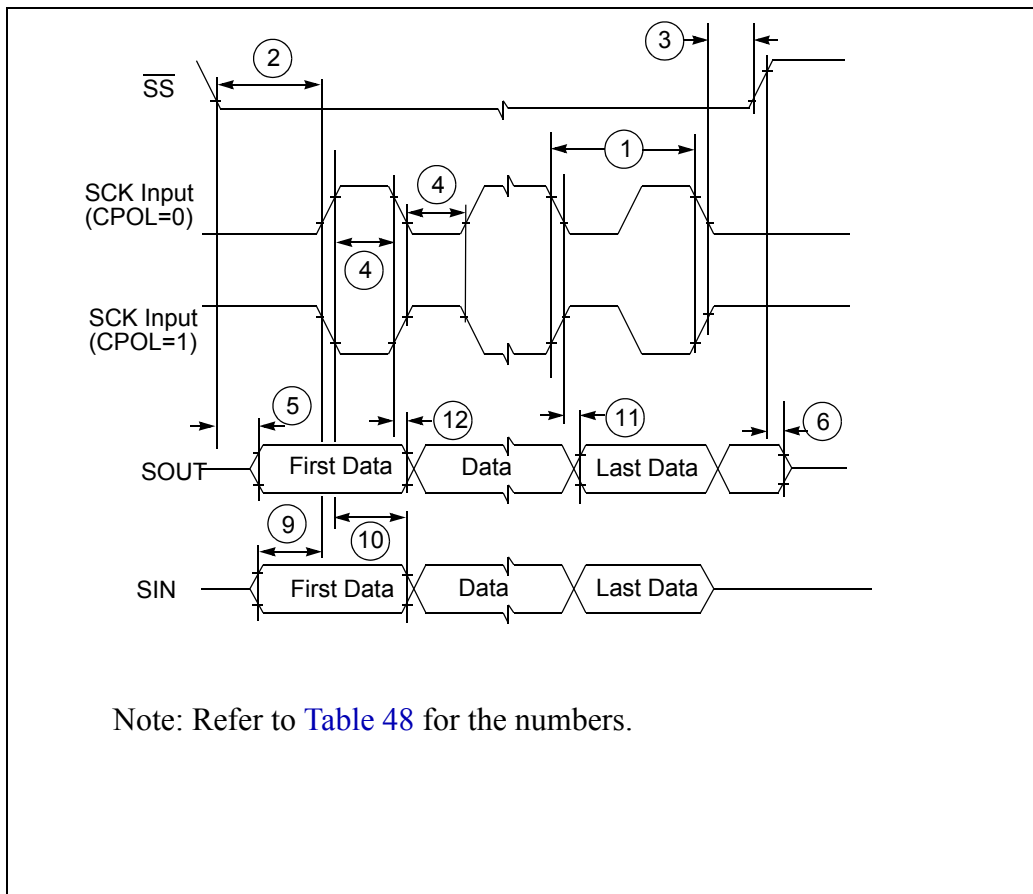 3
2
SS
1
SCK Input
(CPOL=0)
4
4
SCK Input
(CPOL=1)
5
12
11
6
SOUT
First Data
Data
Last Data
9
10
SIN
First Data
Data
Last Data
Note: Refer to Table 48 for the numbers.